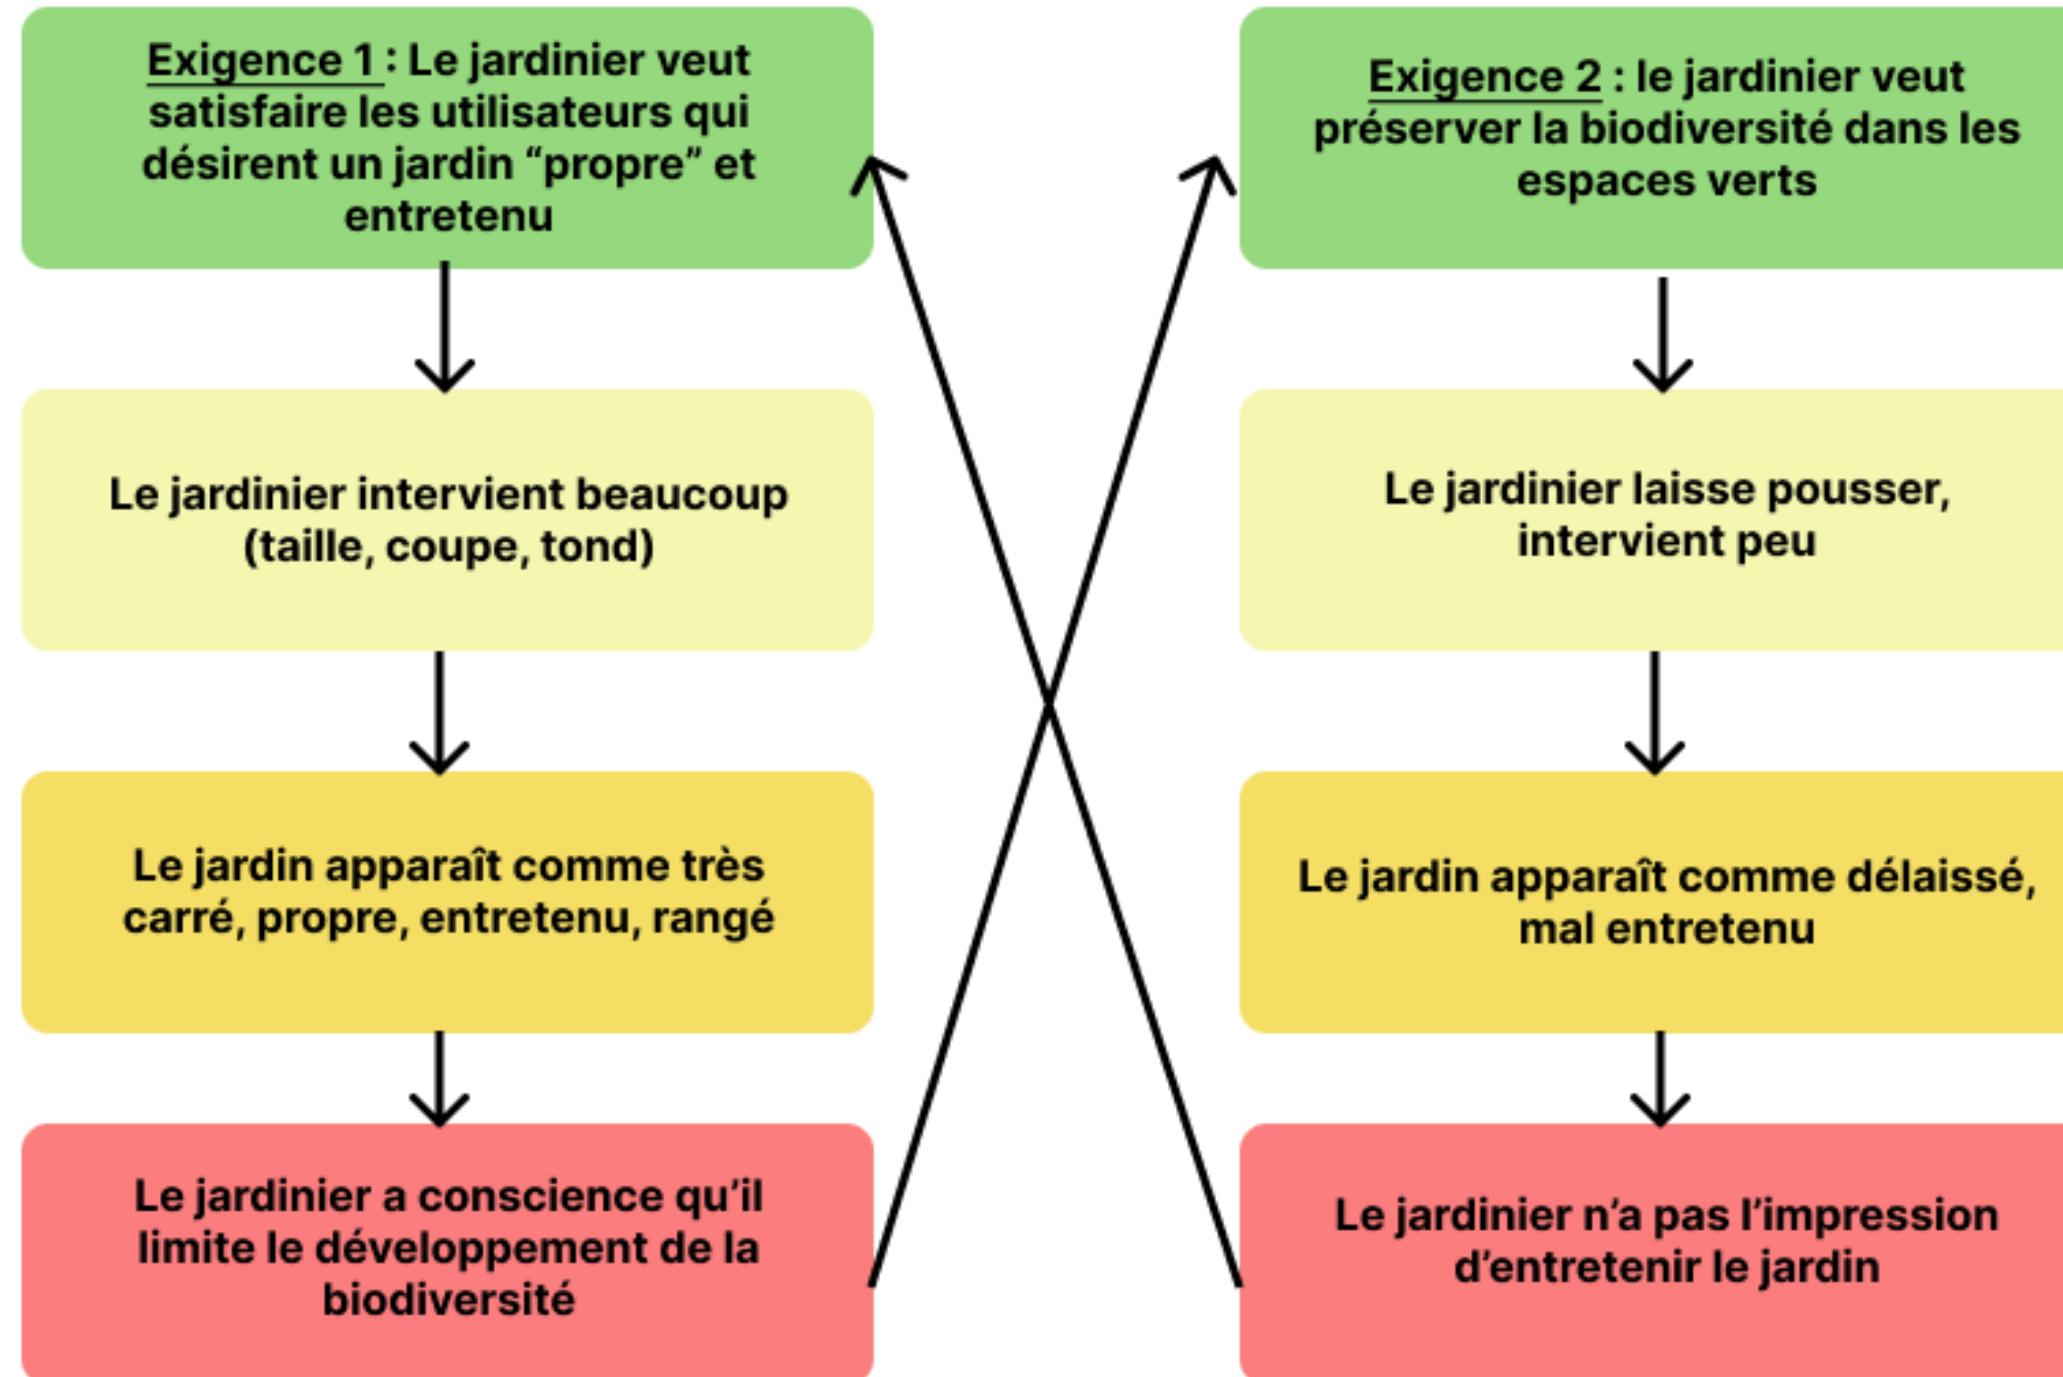 Exigence 1 : Le jardinier veut
satisfaire les utilisateurs qui
désirent un jardin “propre” et
entretenu
Le jardinier intervient beaucoup
(taille, coupe, tond)
Le jardin apparaît comme très
carré, propre, entretenu, rangé
Le jardinier a conscience qu’il
limite le développement de la
biodiversité
Exigence 2 : le jardinier veut
préserver la biodiversité dans les
espaces verts
Le jardinier laisse pousser,
intervient peu
Le jardin apparaît comme délaissé,
mal entretenu
Le jardinier n’a pas l’impression
d’entretenir le jardin